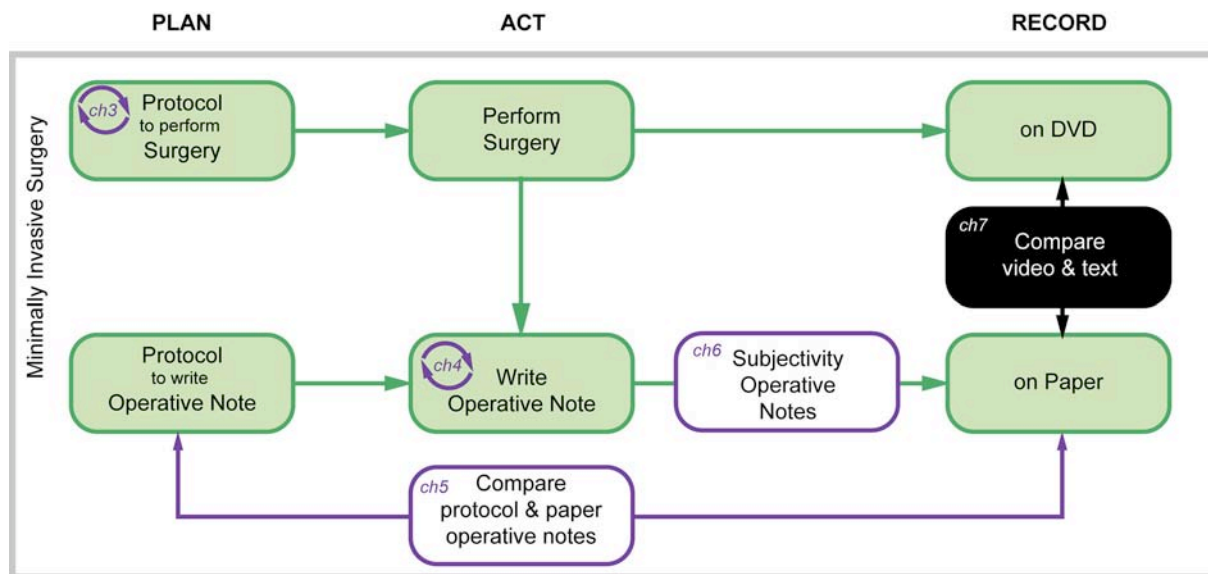 PLAN
ACT
RECORD
Minimally Invasive Surgery
ch3
Protocol
to perform
Surgery
Perform
Surgery
on DVD
ch7
Compare
video & text
Protocol
to write
Operative Note
ch4
Write
Operative Note
ch6
Subjectivity
Operative
Notes
on Paper
ch5
Compare
protocol & paper
operative notes